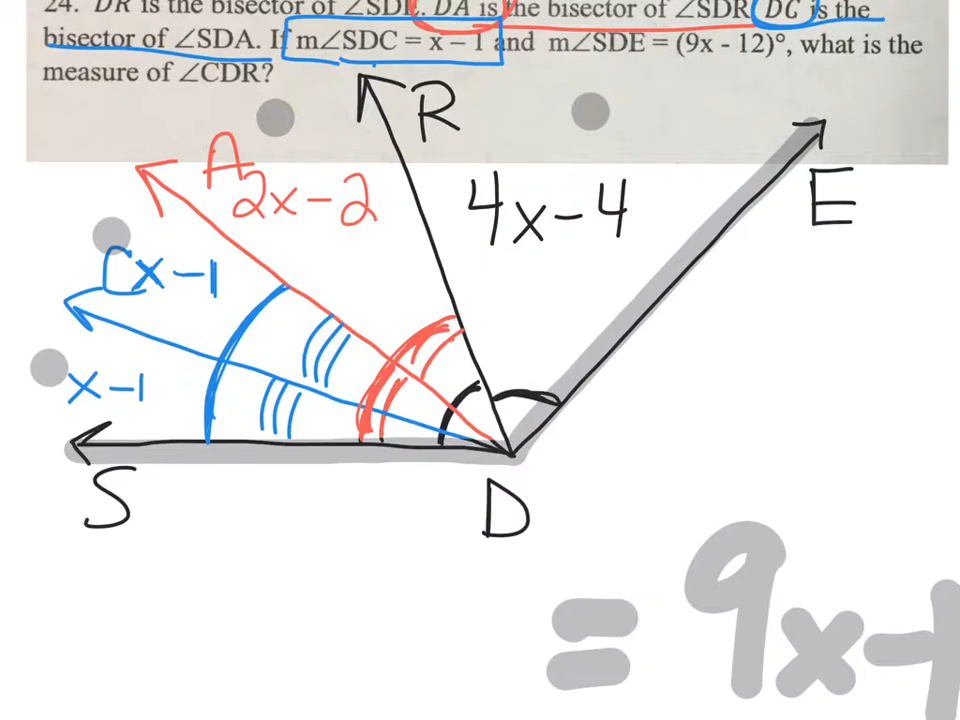 24. DR is the bisector of ∠SDE. DA is the bisector of ∠SDR. DC is the
bisector of ∠SDA. If m∠SDC = x – 1 and m∠SDE = (9x - 12)°, what is the
measure of ∠CDR?
R
A
2x-2
4x-4
E
C
x-1
x-1
S
D
= 9x-1